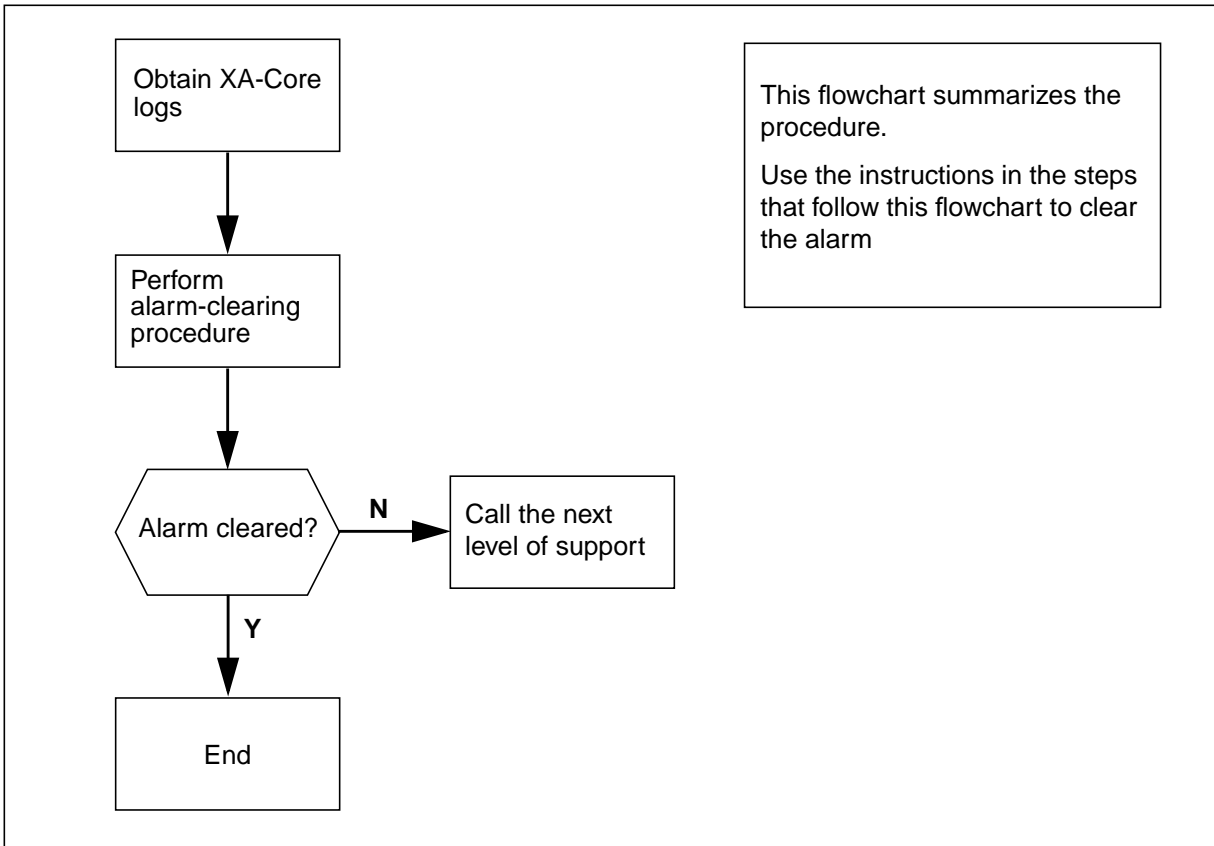 Obtain XA-Core
logs
Perform
alarm-clearing
procedure
Alarm cleared?
N
Call the next
level of support
Y
End
This flowchart summarizes the
procedure.
Use the instructions in the steps
that follow this flowchart to clear
the alarm